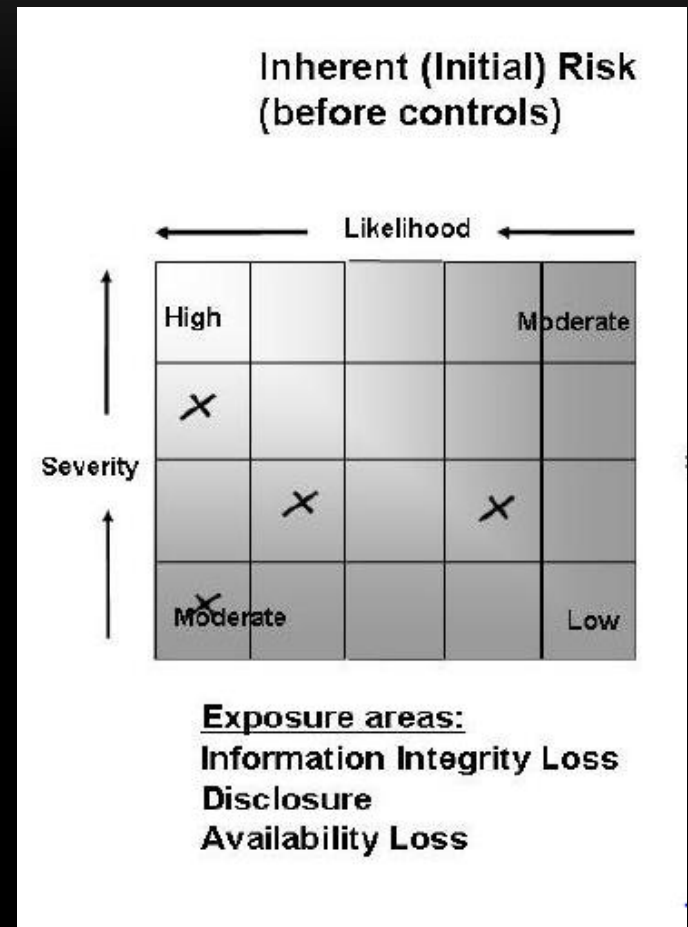 Inherent (Initial) Risk
(before controls)
Likelihood
High
Moderate
Severity
Moderate
Low
Exposure areas:
Information Integrity Loss
Disclosure
Availability Loss